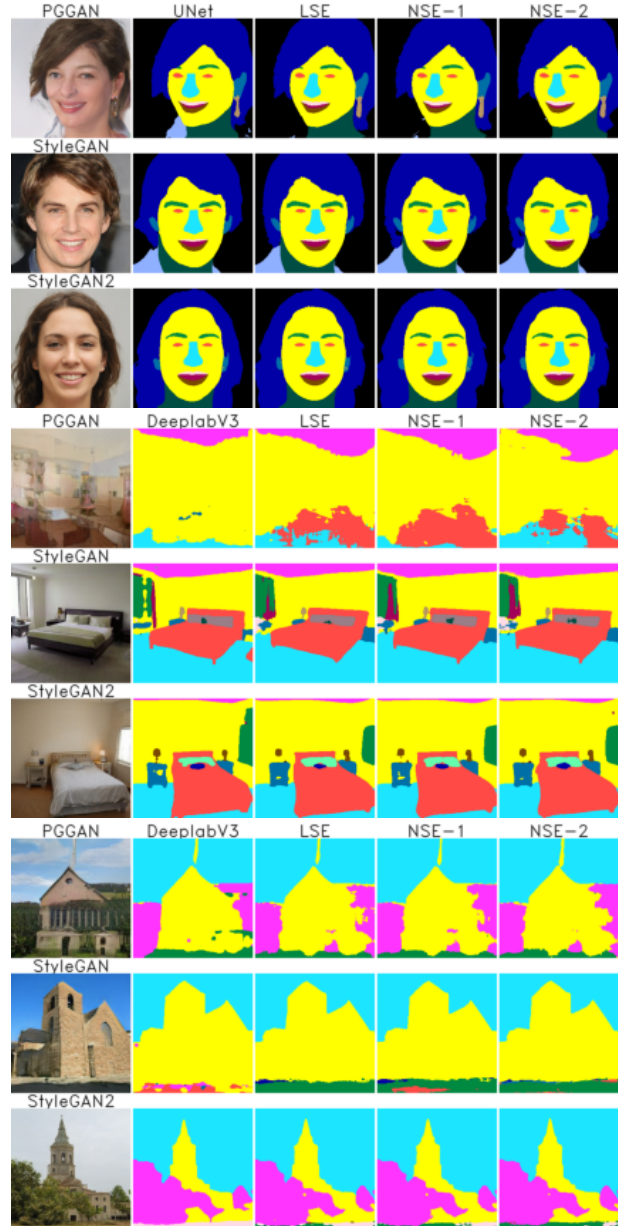 PGGAN UNet LSE NSE-1 NSE-2
StyleGAN
StyleGAN2
PGGAN DeeplabV3 LSE NSE-1 NSE-2
StyleGAN
StyleGAN2
PGGAN DeeplabV3 LSE NSE-1 NSE-2
StyleGAN
StyleGAN2